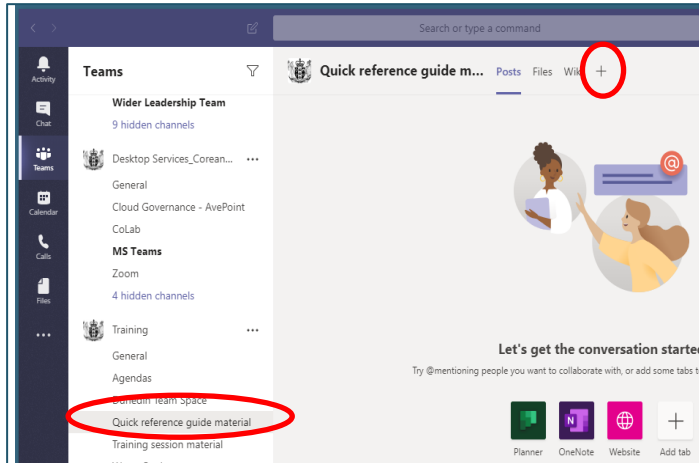 Search or type a command
Activity
Chat
Teams
Calendar
Calls
Files
Teams
Wider Leadership Team
9 hidden channels
Desktop Services_Corean...
General
Cloud Governance - AvePoint
CoLab
MS Teams
Zoom
4 hidden channels
Training
General
Agendas
Dunedin Team Space
Quick reference guide material
Training session material
Quick reference guide m... Posts Files Wiki
@
Let's get the conversation started
Try @mentioning people you want to collaborate with, or add some tabs t
N
Planner OneNote Website Add tab